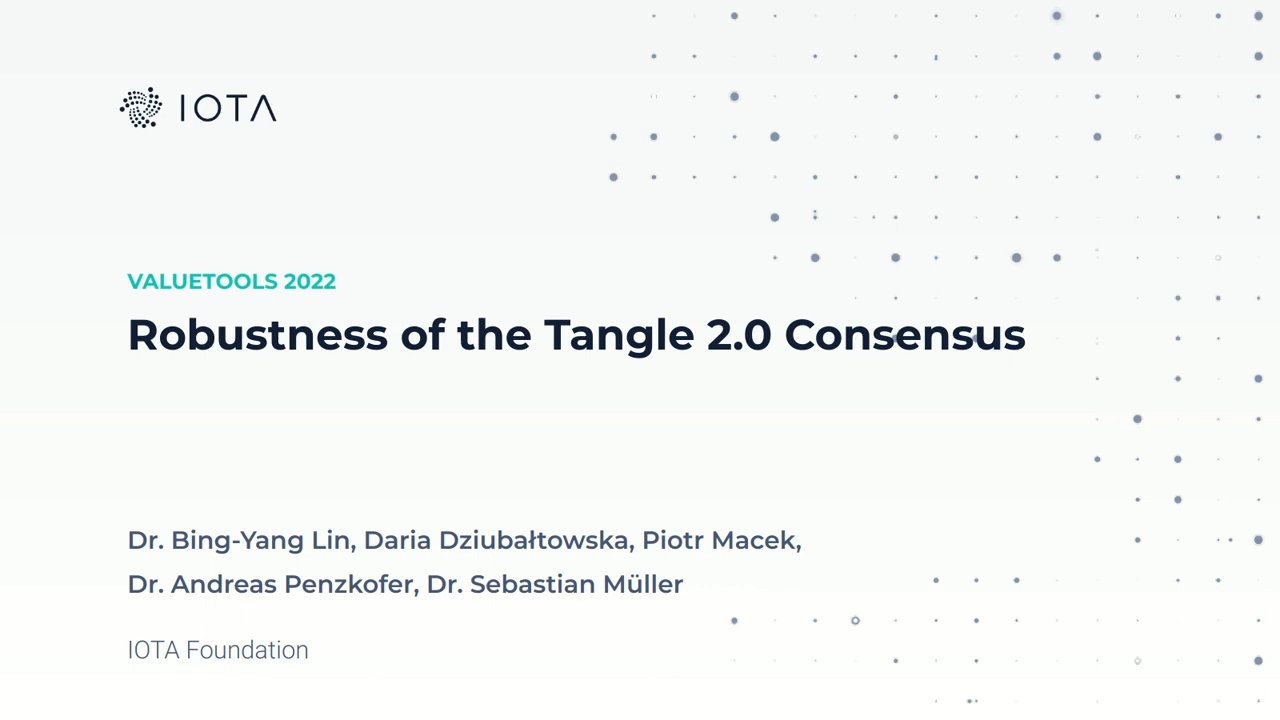 IOTA
VALUETOOLS 2022
Robustness of the Tangle 2.0 Consensus
Dr. Bing-Yang Lin, Daria Dziubałtowska, Piotr Macek,
Dr. Andreas Penzkofer, Dr. Sebastian Müller
IOTA Foundation